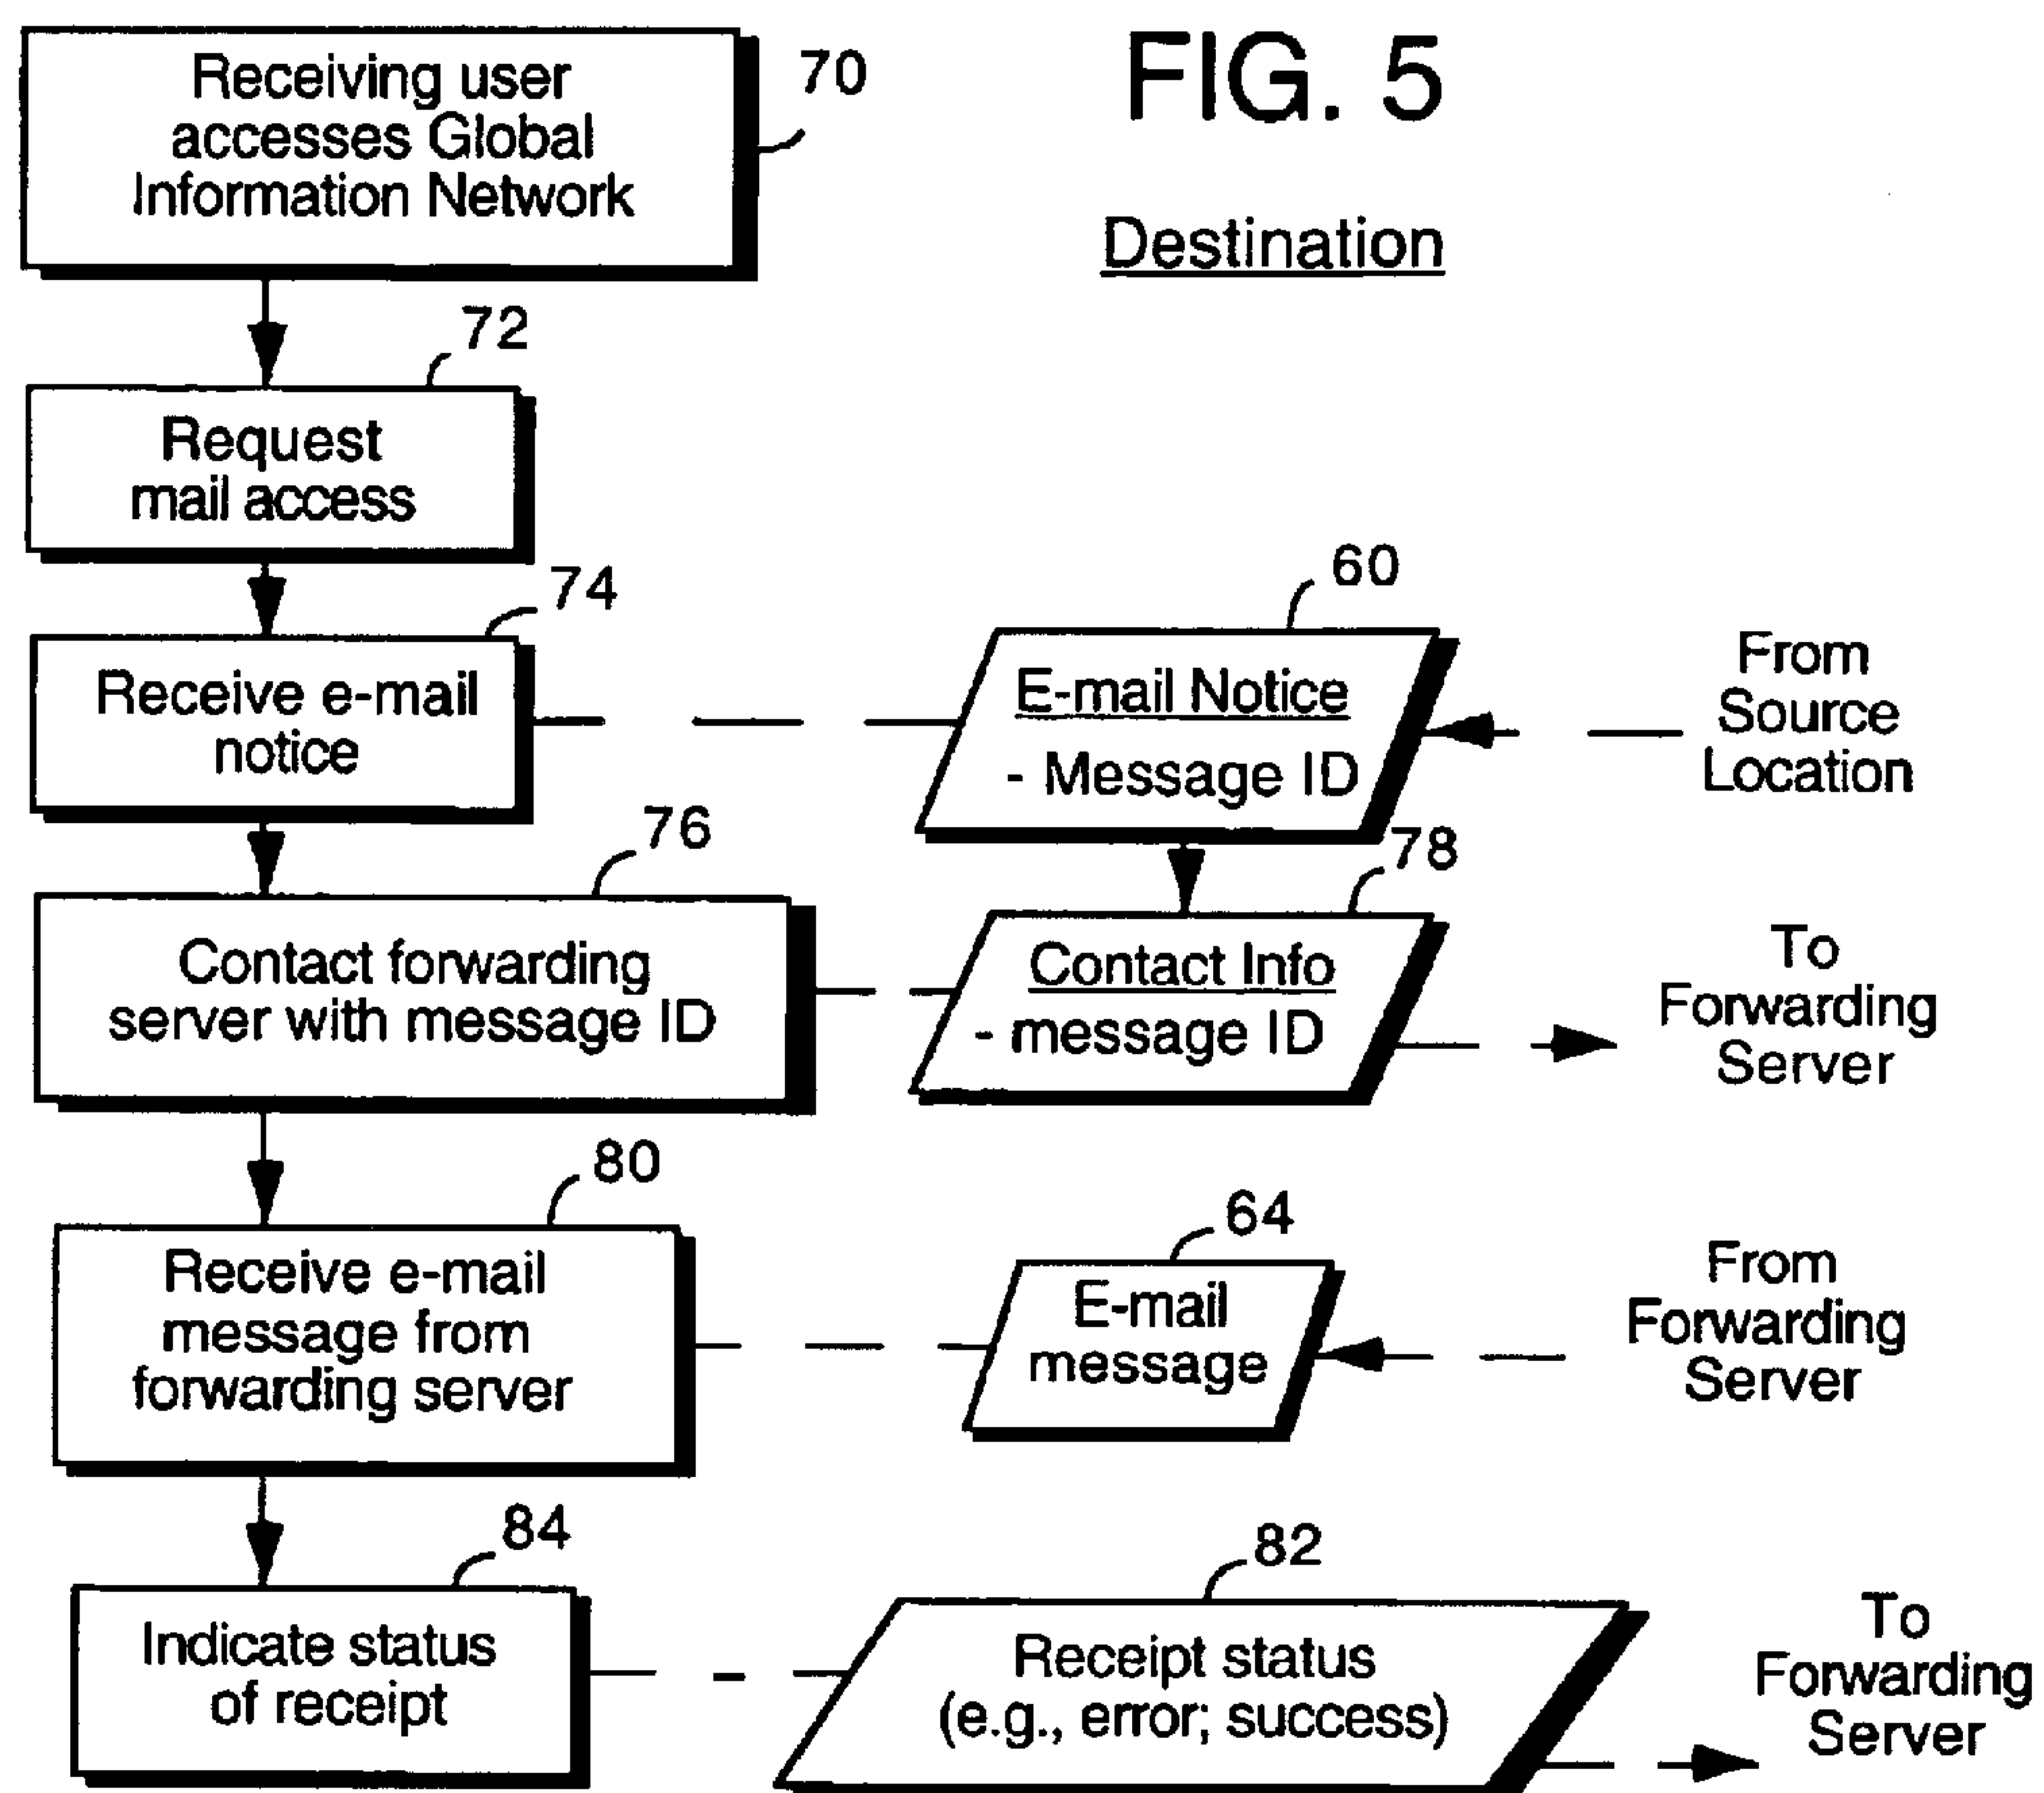 FIG. 5
Destination
Receiving user
accesses Global
Information Network
70
72
Request
mail access
74
Receive e-mail
notice
60
E-mail Notice
- Message ID
From
Source
Location
76
Contact forwarding
server with message ID
78
Contact Info
- message ID
To
Forwarding
Server
80
Receive e-mail
message from
forwarding server
64
E-mail
message
From
Forwarding
Server
84
Indicate status
of receipt
82
Receipt status
(e.g., error; success)
To
Forwarding
Server